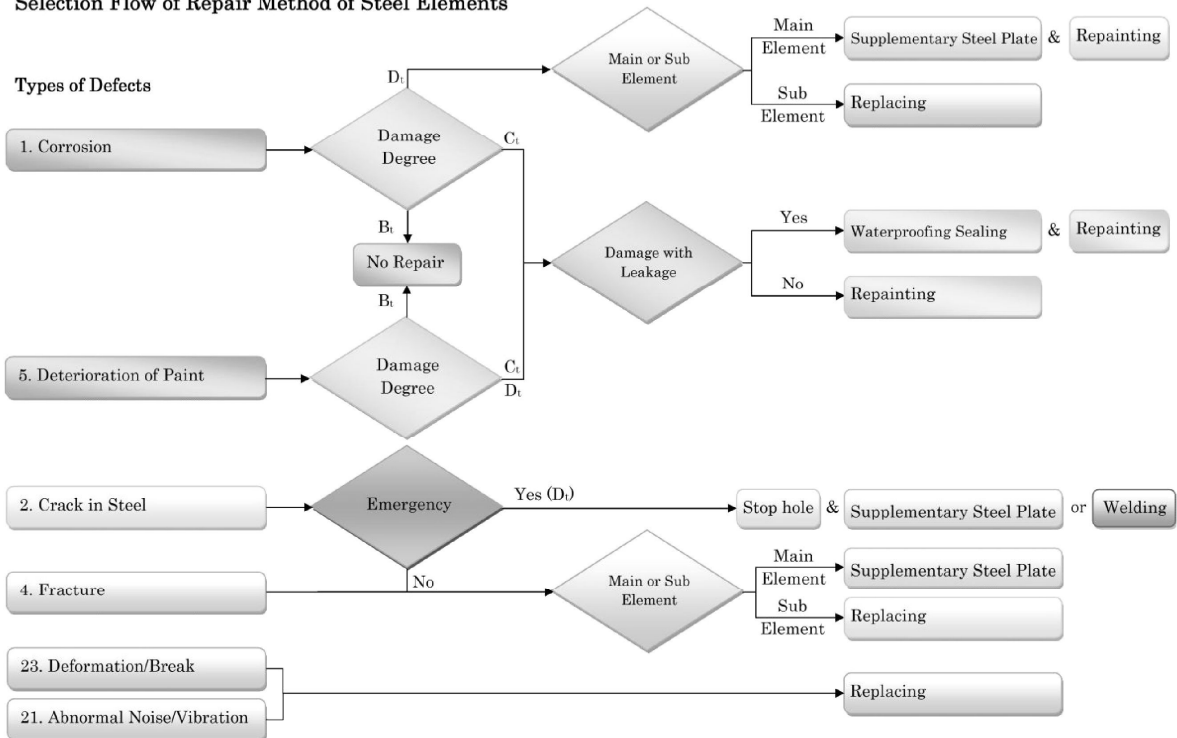 Selection Flow of Repair Method of Steel Elements
Types of Defects
1. Corrosion
Damage
Degree
Dt
Ct
Bt
Main or Sub
Element
Main
Element
Supplementary Steel Plate & Repainting
Sub
Element
Replacing
No Repair
Damage with
Leakage
Yes
Waterproofing Sealing & Repainting
No
Repainting
5. Deterioration of Paint
Bt
Damage
Degree
Ct
Dt
2. Crack in Steel
Emergency
Yes (Dt)
Stop hole & Supplementary Steel Plate or Welding
No
4. Fracture
Main or Sub
Element
Main
Element
Supplementary Steel Plate
Sub
Element
Replacing
23. Deformation/Break
21. Abnormal Noise/Vibration
Replacing